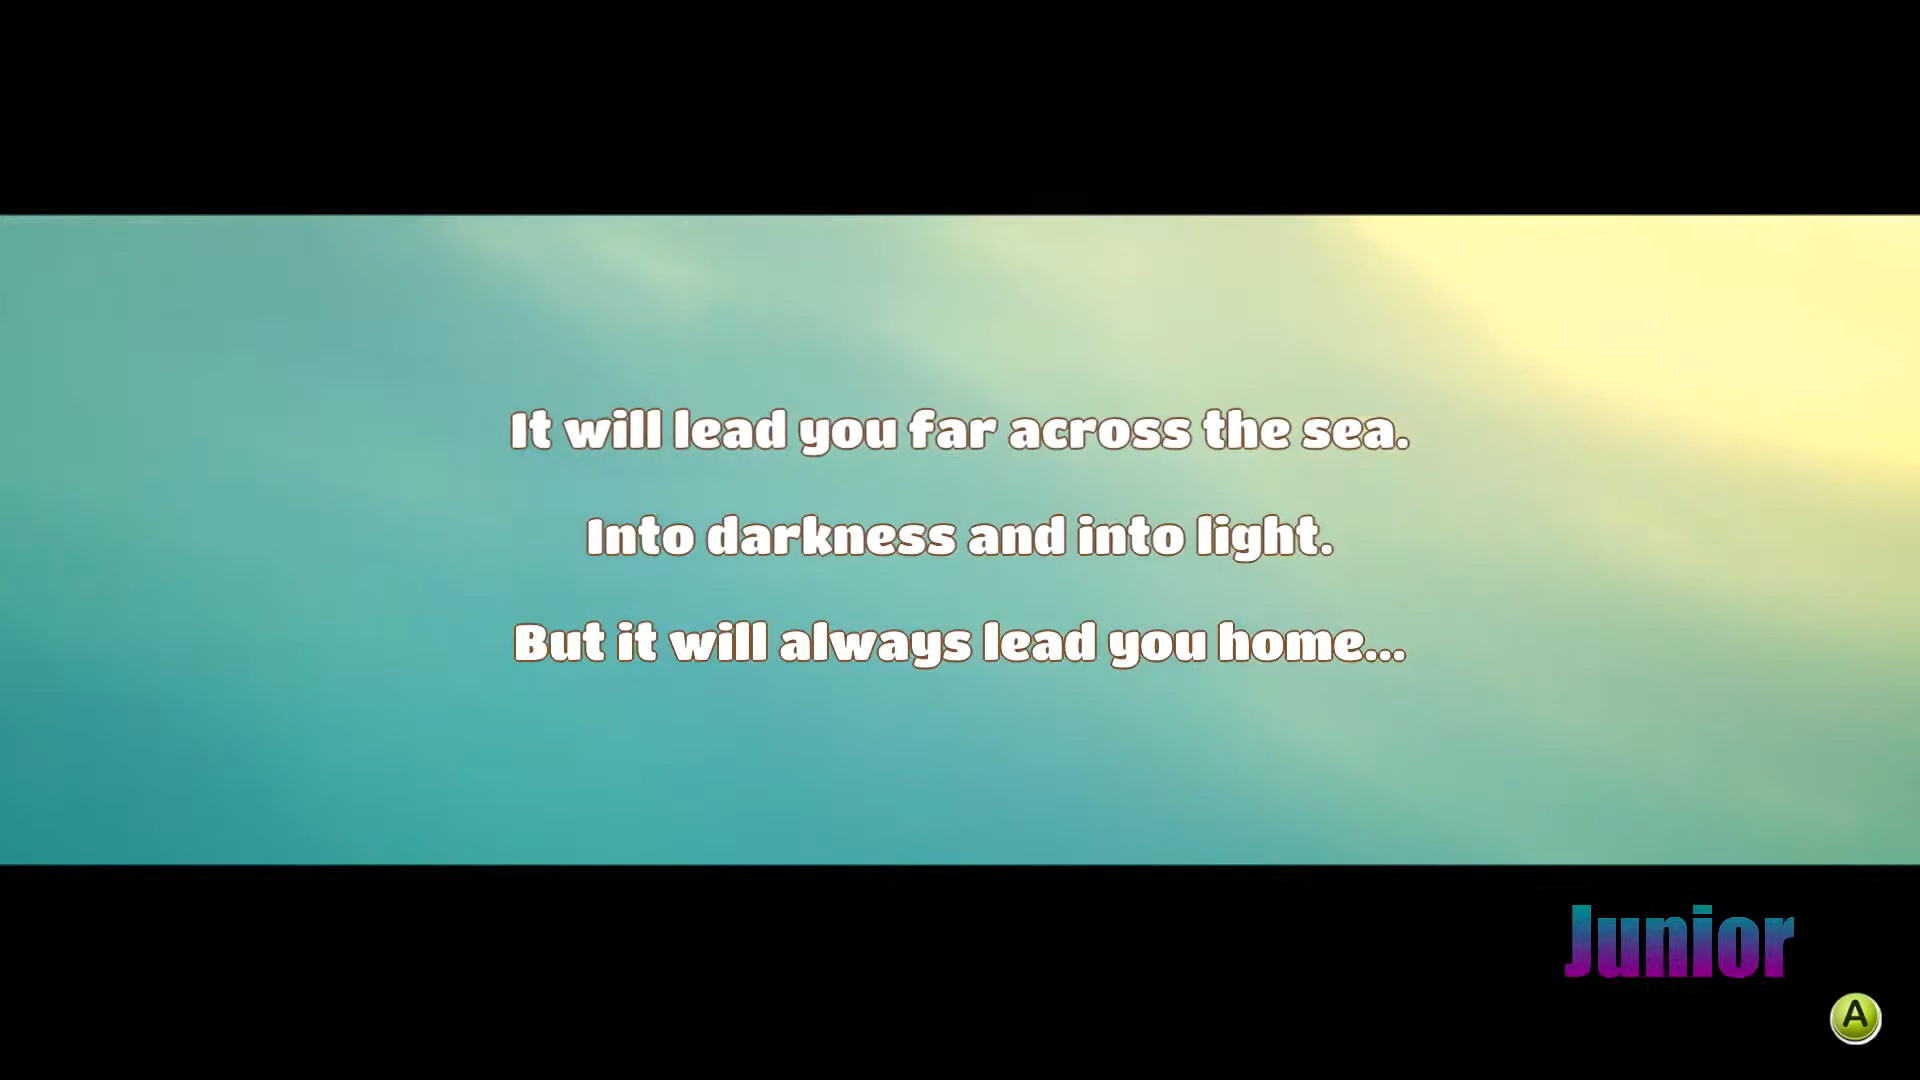 It will lead you far across the sea.
Into darkness and into light.
But it will always lead you home...
Junior
A